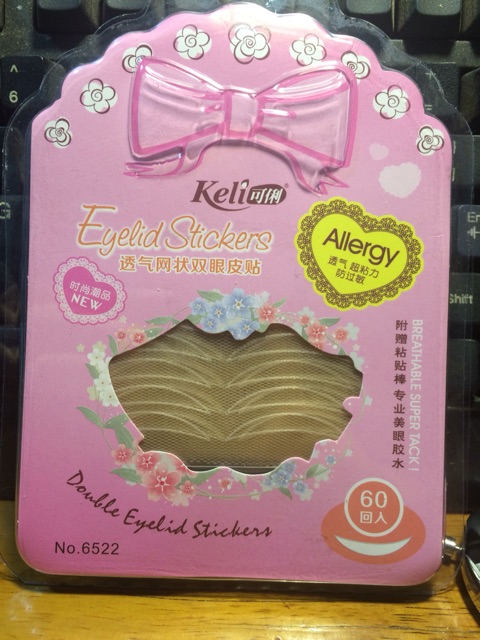 Keli可俐®
Eyelid Stickers
透气网状双眼皮贴
Allergy
透气 超粘力
防过敏
时尚潮品
NEW
BREATHABLE SUPER TACK!
附赠粘贴棒 专业美眼胶水
Double Eyelid Stickers
60
回入
No.6522
^
6
G
Shift